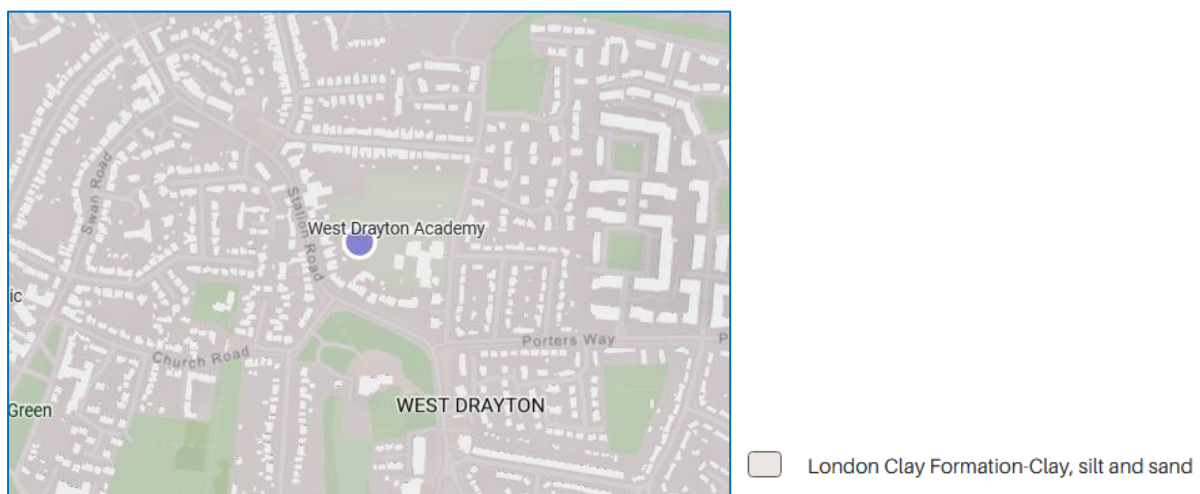 Swan Road
Station Road
West Drayton Academy
ic
Church Road
Porters Way
P
Green
WEST DRAYTON
London Clay Formation-Clay, silt and sand